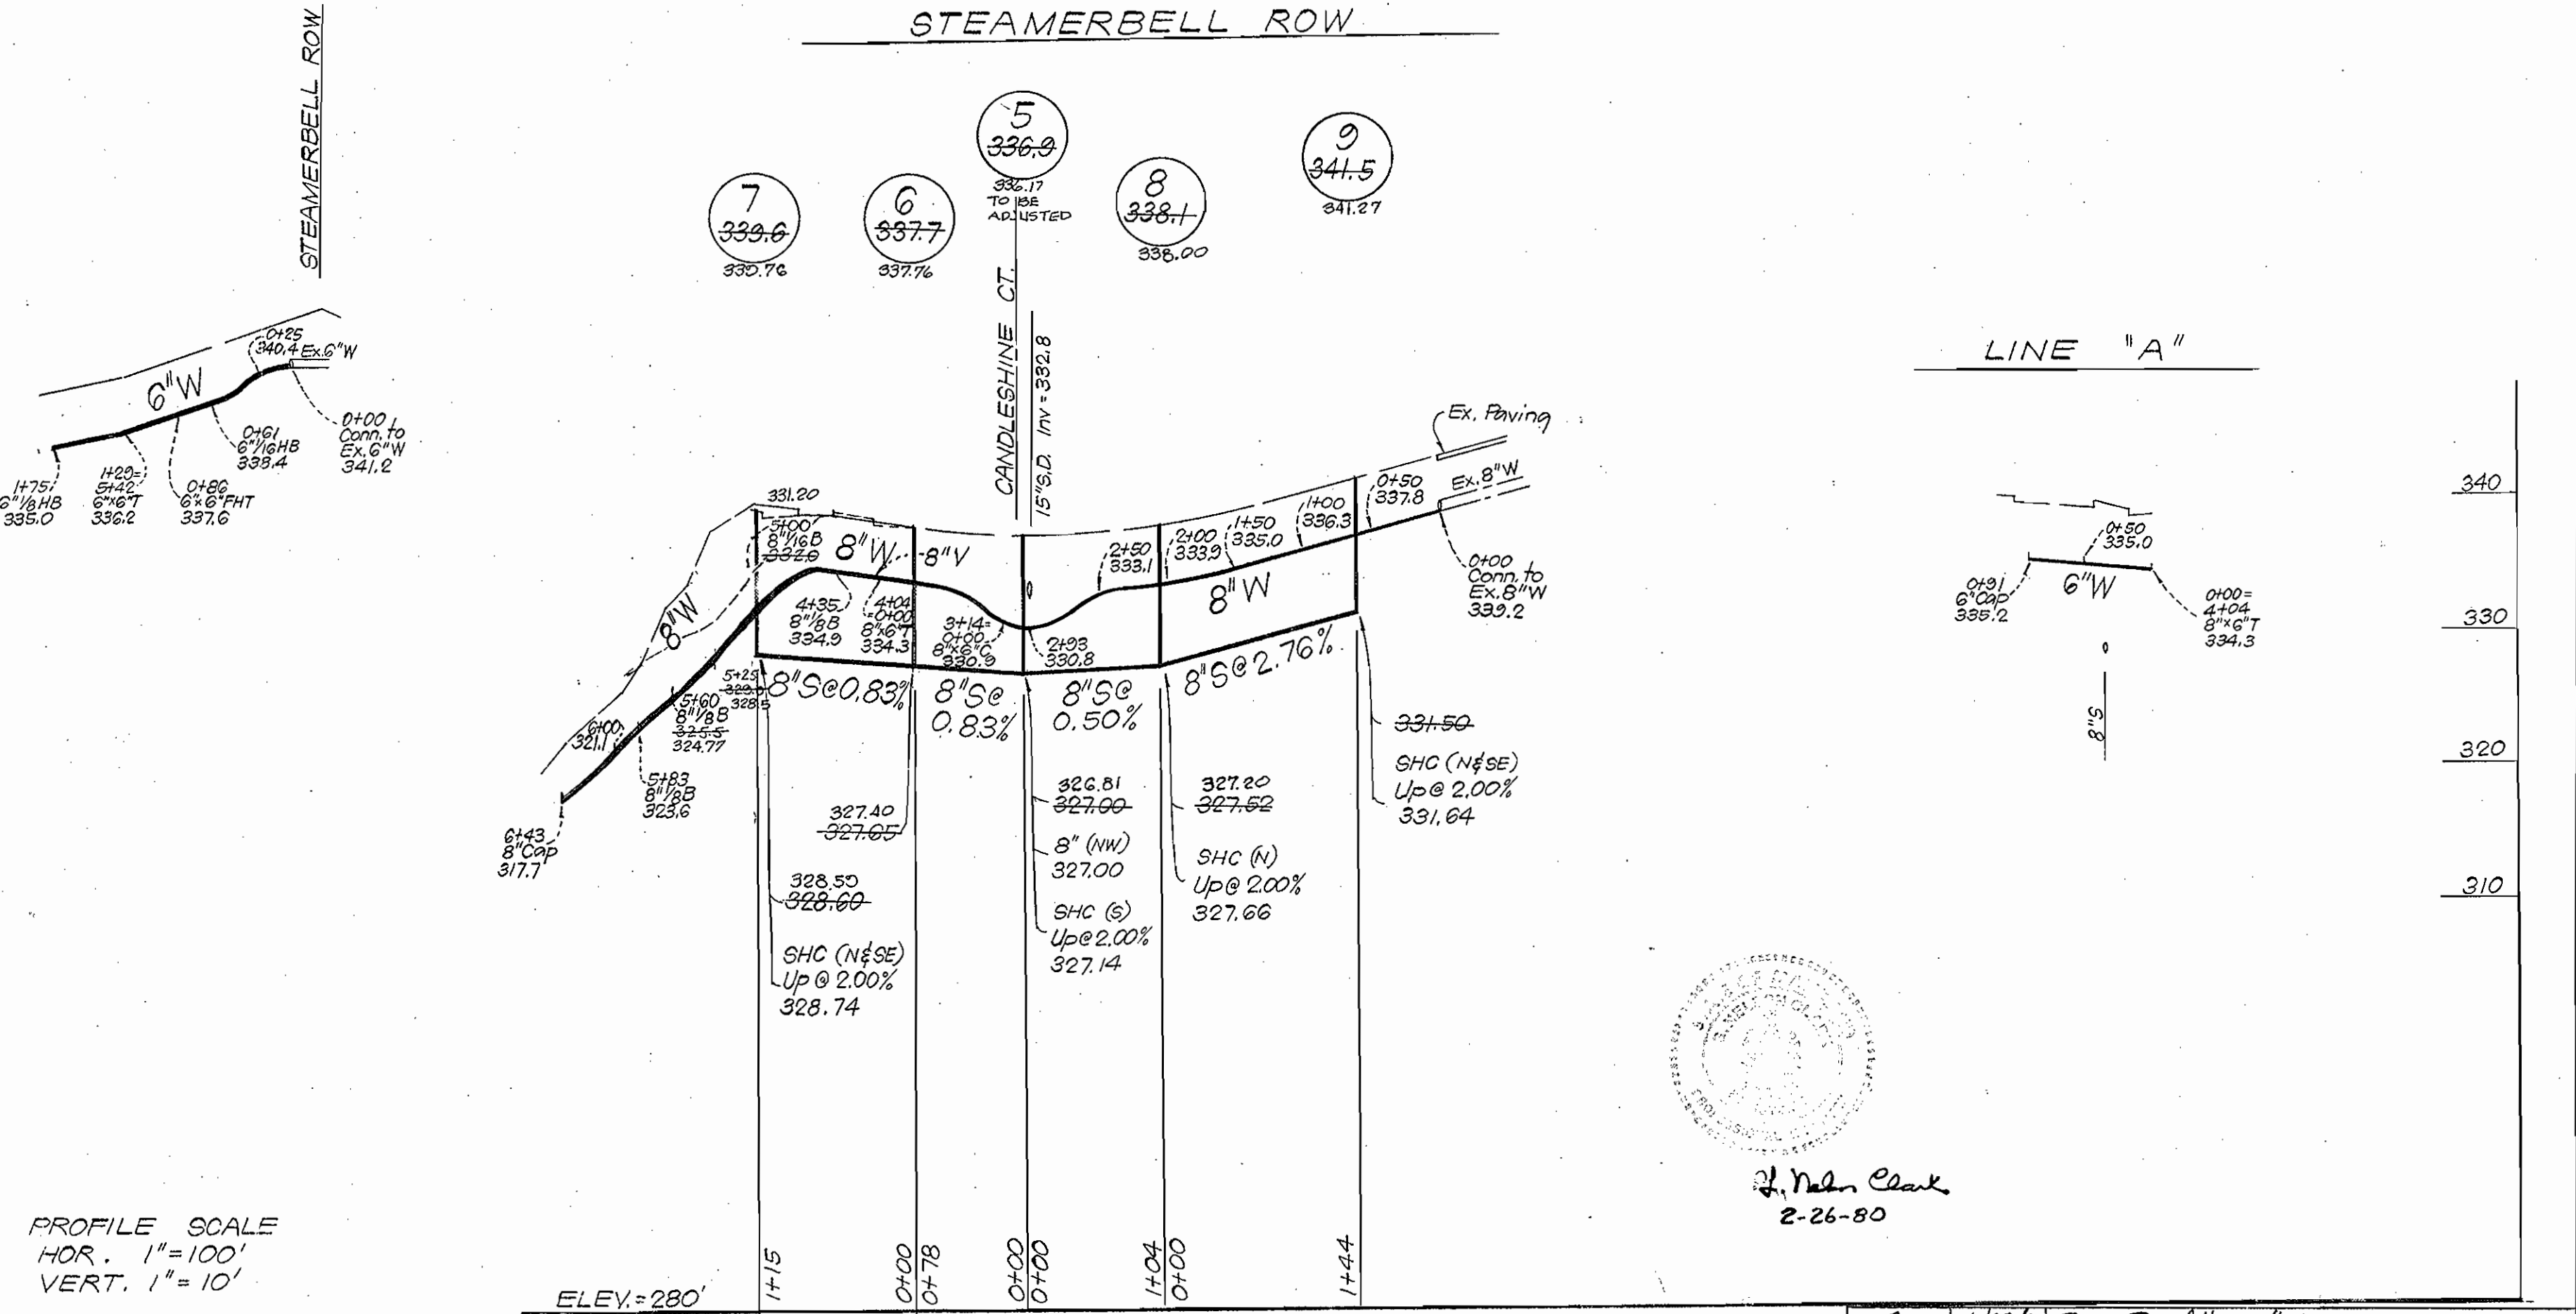 STEAMERBELL ROW
STEAMERBELL ROW
5
336.9
336.17
TO BE
ADJUSTED
9
341.5
341.27
8
338.1
338.00
7
339.6
339.76
6
337.7
337.76
CANDLESHINE CT.
15"S.D. Inv=332.8
LINE "A"
0+25
340.4
Ex.6"W
6"W
0+00
Conn. to
Ex. 6"W
341.2
0+61
6"1/16HB
338.4
0+86
6"x6"FHT
337.6
1+29=
5+42
6"x6"T
336.2
1+75
6"1/8HB
335.0
Ex. Paving
Ex. 8"W
0+50
337.8
1+00
336.3
1+50
335.0
2+00
333.9
2+50
333.1
8"W
0+00
Conn. to
Ex. 8"W
339.2
331.20
5+00
8"1/16B
332.0
8"W
8"V
8"W
4+35
8"1/8B
334.9
4+04
=0+00
8"x6"T
334.3
3+14=
0+00
8"x6"C
330.9
2+93
330.8
8"S@0.83%
8"S@
0.83%
8"S@
0.50%
8"S@2.76%
5+25
328.5
5+60
8"1/8B
325.5
324.77
6+00
321.1
5+83
8"1/8B
323.6
6+43
8"Cap
317.7
331.50
SHC (N&SE)
Up@ 2.00%
331.64
327.20
327.52
SHC (N)
Up@ 2.00%
327.66
326.81
327.00
8" (NW)
327.00
SHC (S)
Up@2.00%
327.14
327.40
327.65
328.59
328.60
SHC (N&SE)
Up@ 2.00%
328.74
0+50
335.0
6"W
0+91
6"Cap
335.2
0+00=
4+04
8"x6"T
334.3
8"S
340
330
320
310
2-26-80
PROFILE SCALE
HOR. 1"=100'
VERT. 1"=10'
ELEV.=280'
1+15
0+00
0+78
0+00
0+00
1+04
0+00
1+44